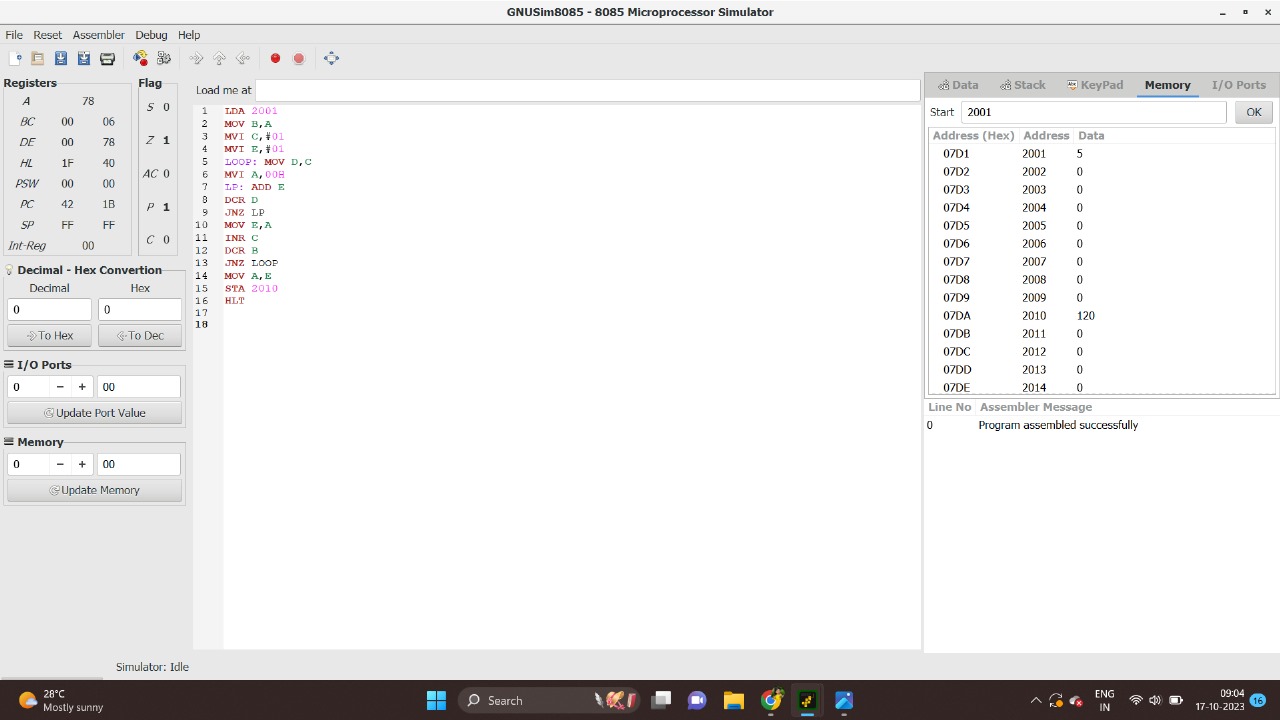 GNUSim8085 - 8085 Microprocessor Simulator
File Reset Assembler Debug Help
Registers
A 78
BC 00 06
DE 00 78
HL 1F 40
PSW 00 00
PC 42 1B
SP FF FF
Int-Reg 00
Flag
S 0
Z 1
AC 0
P 1
C 0
Decimal - Hex Convertion
Decimal Hex
0 0
To Hex To Dec
I/O Ports
0 - + 00
Update Port Value
Memory
0 - + 00
Update Memory
Load me at
1 LDA 2001
2 MOV B,A
3 MVI C,#01
4 MVI E,#01
5 LOOP: MOV D,C
6 MVI A,00H
7 LP: ADD E
8 DCR D
9 JNZ LP
10 MOV E,A
11 INR C
12 DCR B
13 JNZ LOOP
14 MOV A,E
15 STA 2010
16 HLT
17
18
Data Stack Abc KeyPad Memory I/O Ports
Start 2001 OK
Address (Hex) Address Data
07D1 2001 5
07D2 2002 0
07D3 2003 0
07D4 2004 0
07D5 2005 0
07D6 2006 0
07D7 2007 0
07D8 2008 0
07D9 2009 0
07DA 2010 120
07DB 2011 0
07DC 2012 0
07DD 2013 0
07DE 2014 0
Line No Assembler Message
0 Program assembled successfully
Simulator: Idle
28°C
Mostly sunny
Search
ENG
IN
09:04
17-10-2023
16